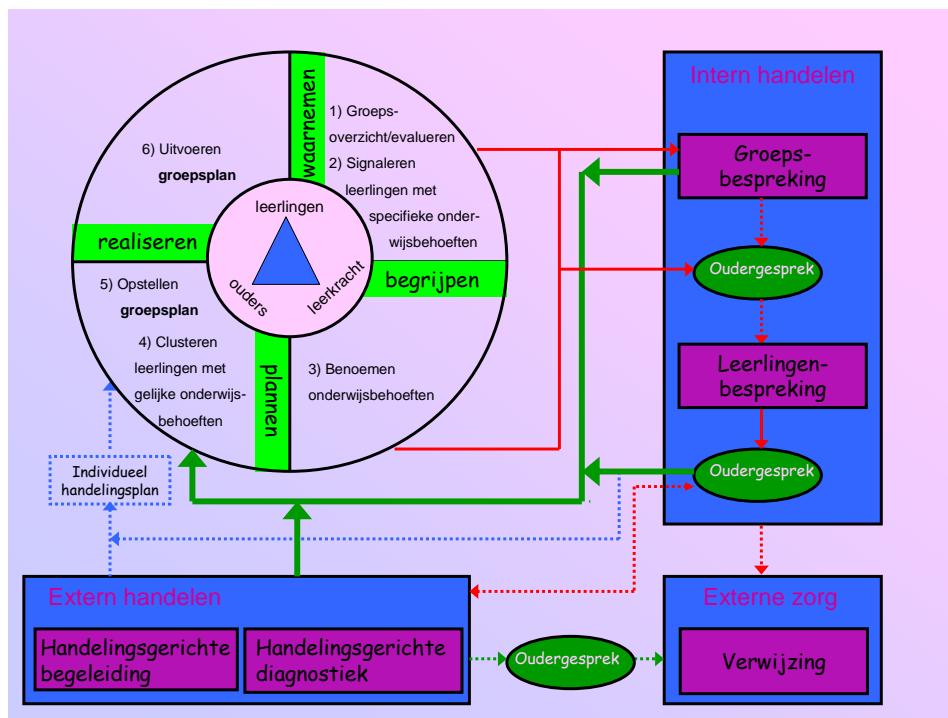 waarnemen
1) Groeps-
overzicht/evalueren
2) Signaleren
leerlingen met
specifieke onder-
wijsbehoeften
begrijpen
3) Benoemen
onderwijsbehoeften
plannen
4) Clusteren
leerlingen met
gelijke onderwijs-
behoeften
5) Opstellen
groepsplan
realiseren
6) Uitvoeren
groepsplan
leerlingen
ouders
leerkracht
Individueel
handelingsplan
Intern handelen
Groeps-
bespreking
Oudergesprek
Leerlingen-
bespreking
Oudergesprek
Extern handelen
Handelingsgerichte
begeleiding
Handelingsgerichte
diagnostiek
Oudergesprek
Externe zorg
Verwijzing